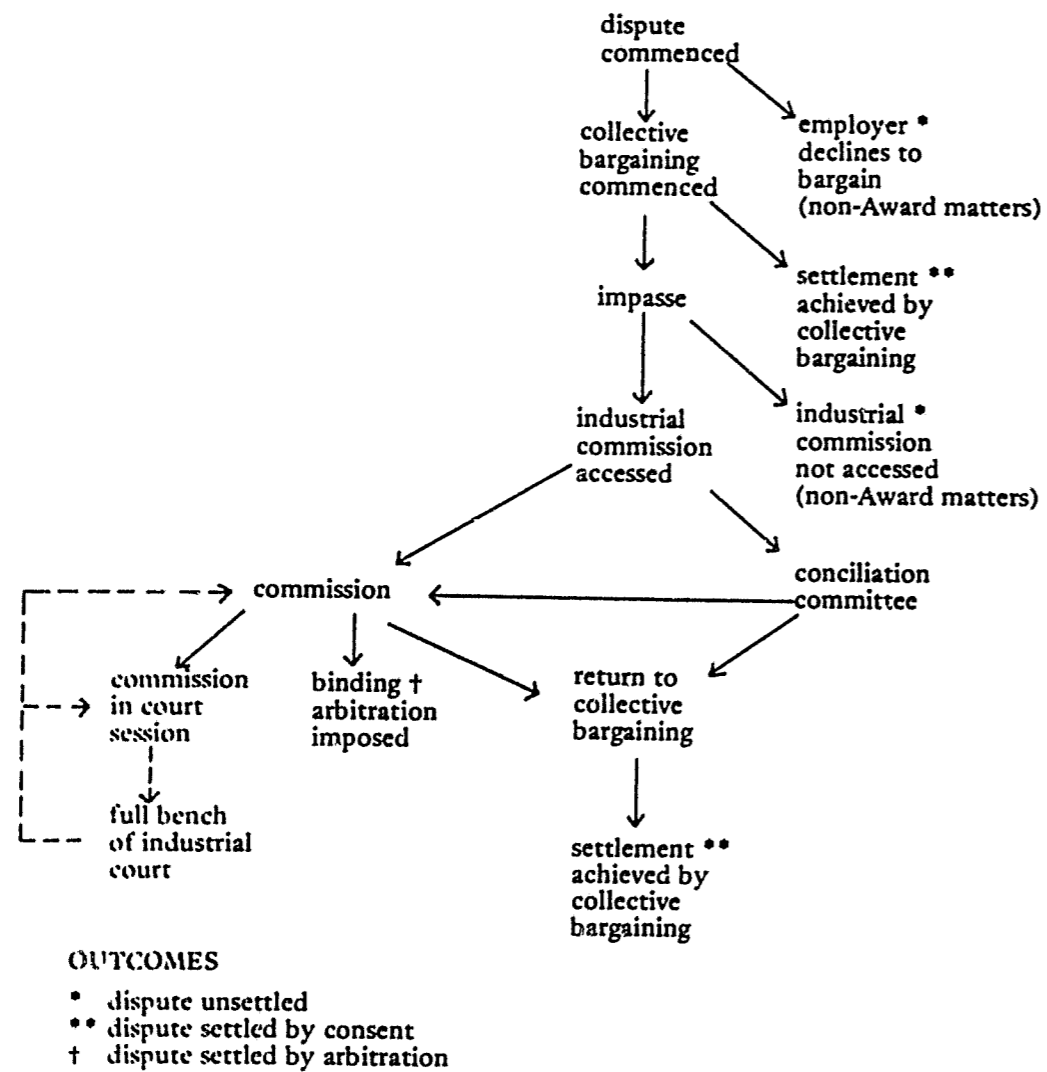 dispute
commenced
employer *
declines to
bargain
(non-Award matters)
collective
bargaining
commenced
settlement **
achieved by
collective
bargaining
impasse
industrial *
commission
not accessed
(non-Award matters)
industrial
commission
accessed
conciliation
committee
commission
commission
in court
session
binding †
arbitration
imposed
return to
collective
bargaining
full bench
of industrial
court
settlement **
achieved by
collective
bargaining
OUTCOMES
* dispute unsettled
** dispute settled by consent
† dispute settled by arbitration